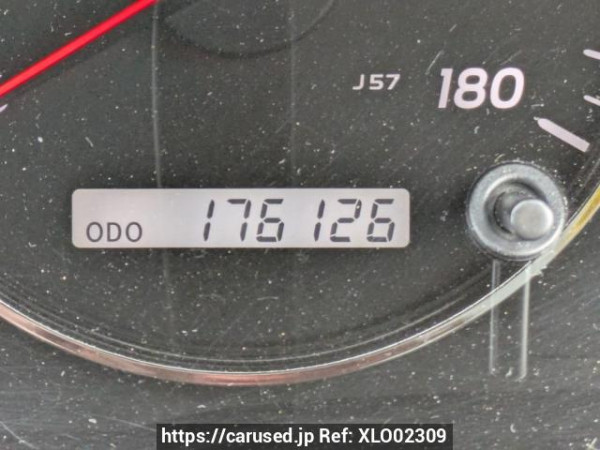 J57 180
ODO 176126
https://carused.jp Ref: XLO02309